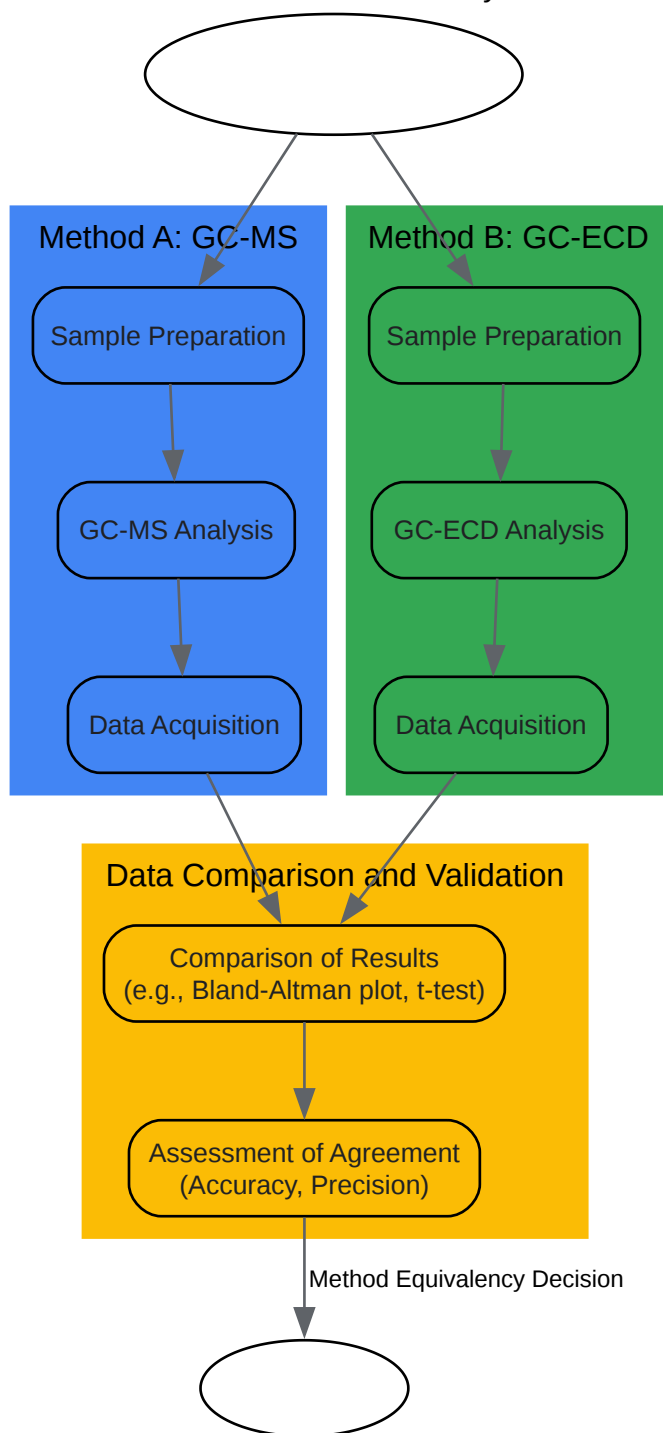 Method A: GC-MS
Method B: GC-ECD
Sample Preparation
Sample Preparation
GC-MS Analysis
GC-ECD Analysis
Data Acquisition
Data Acquisition
Data Comparison and Validation
Comparison of Results
(e.g., Bland-Altman plot, t-test)
Assessment of Agreement
(Accuracy, Precision)
Method Equivalency Decision